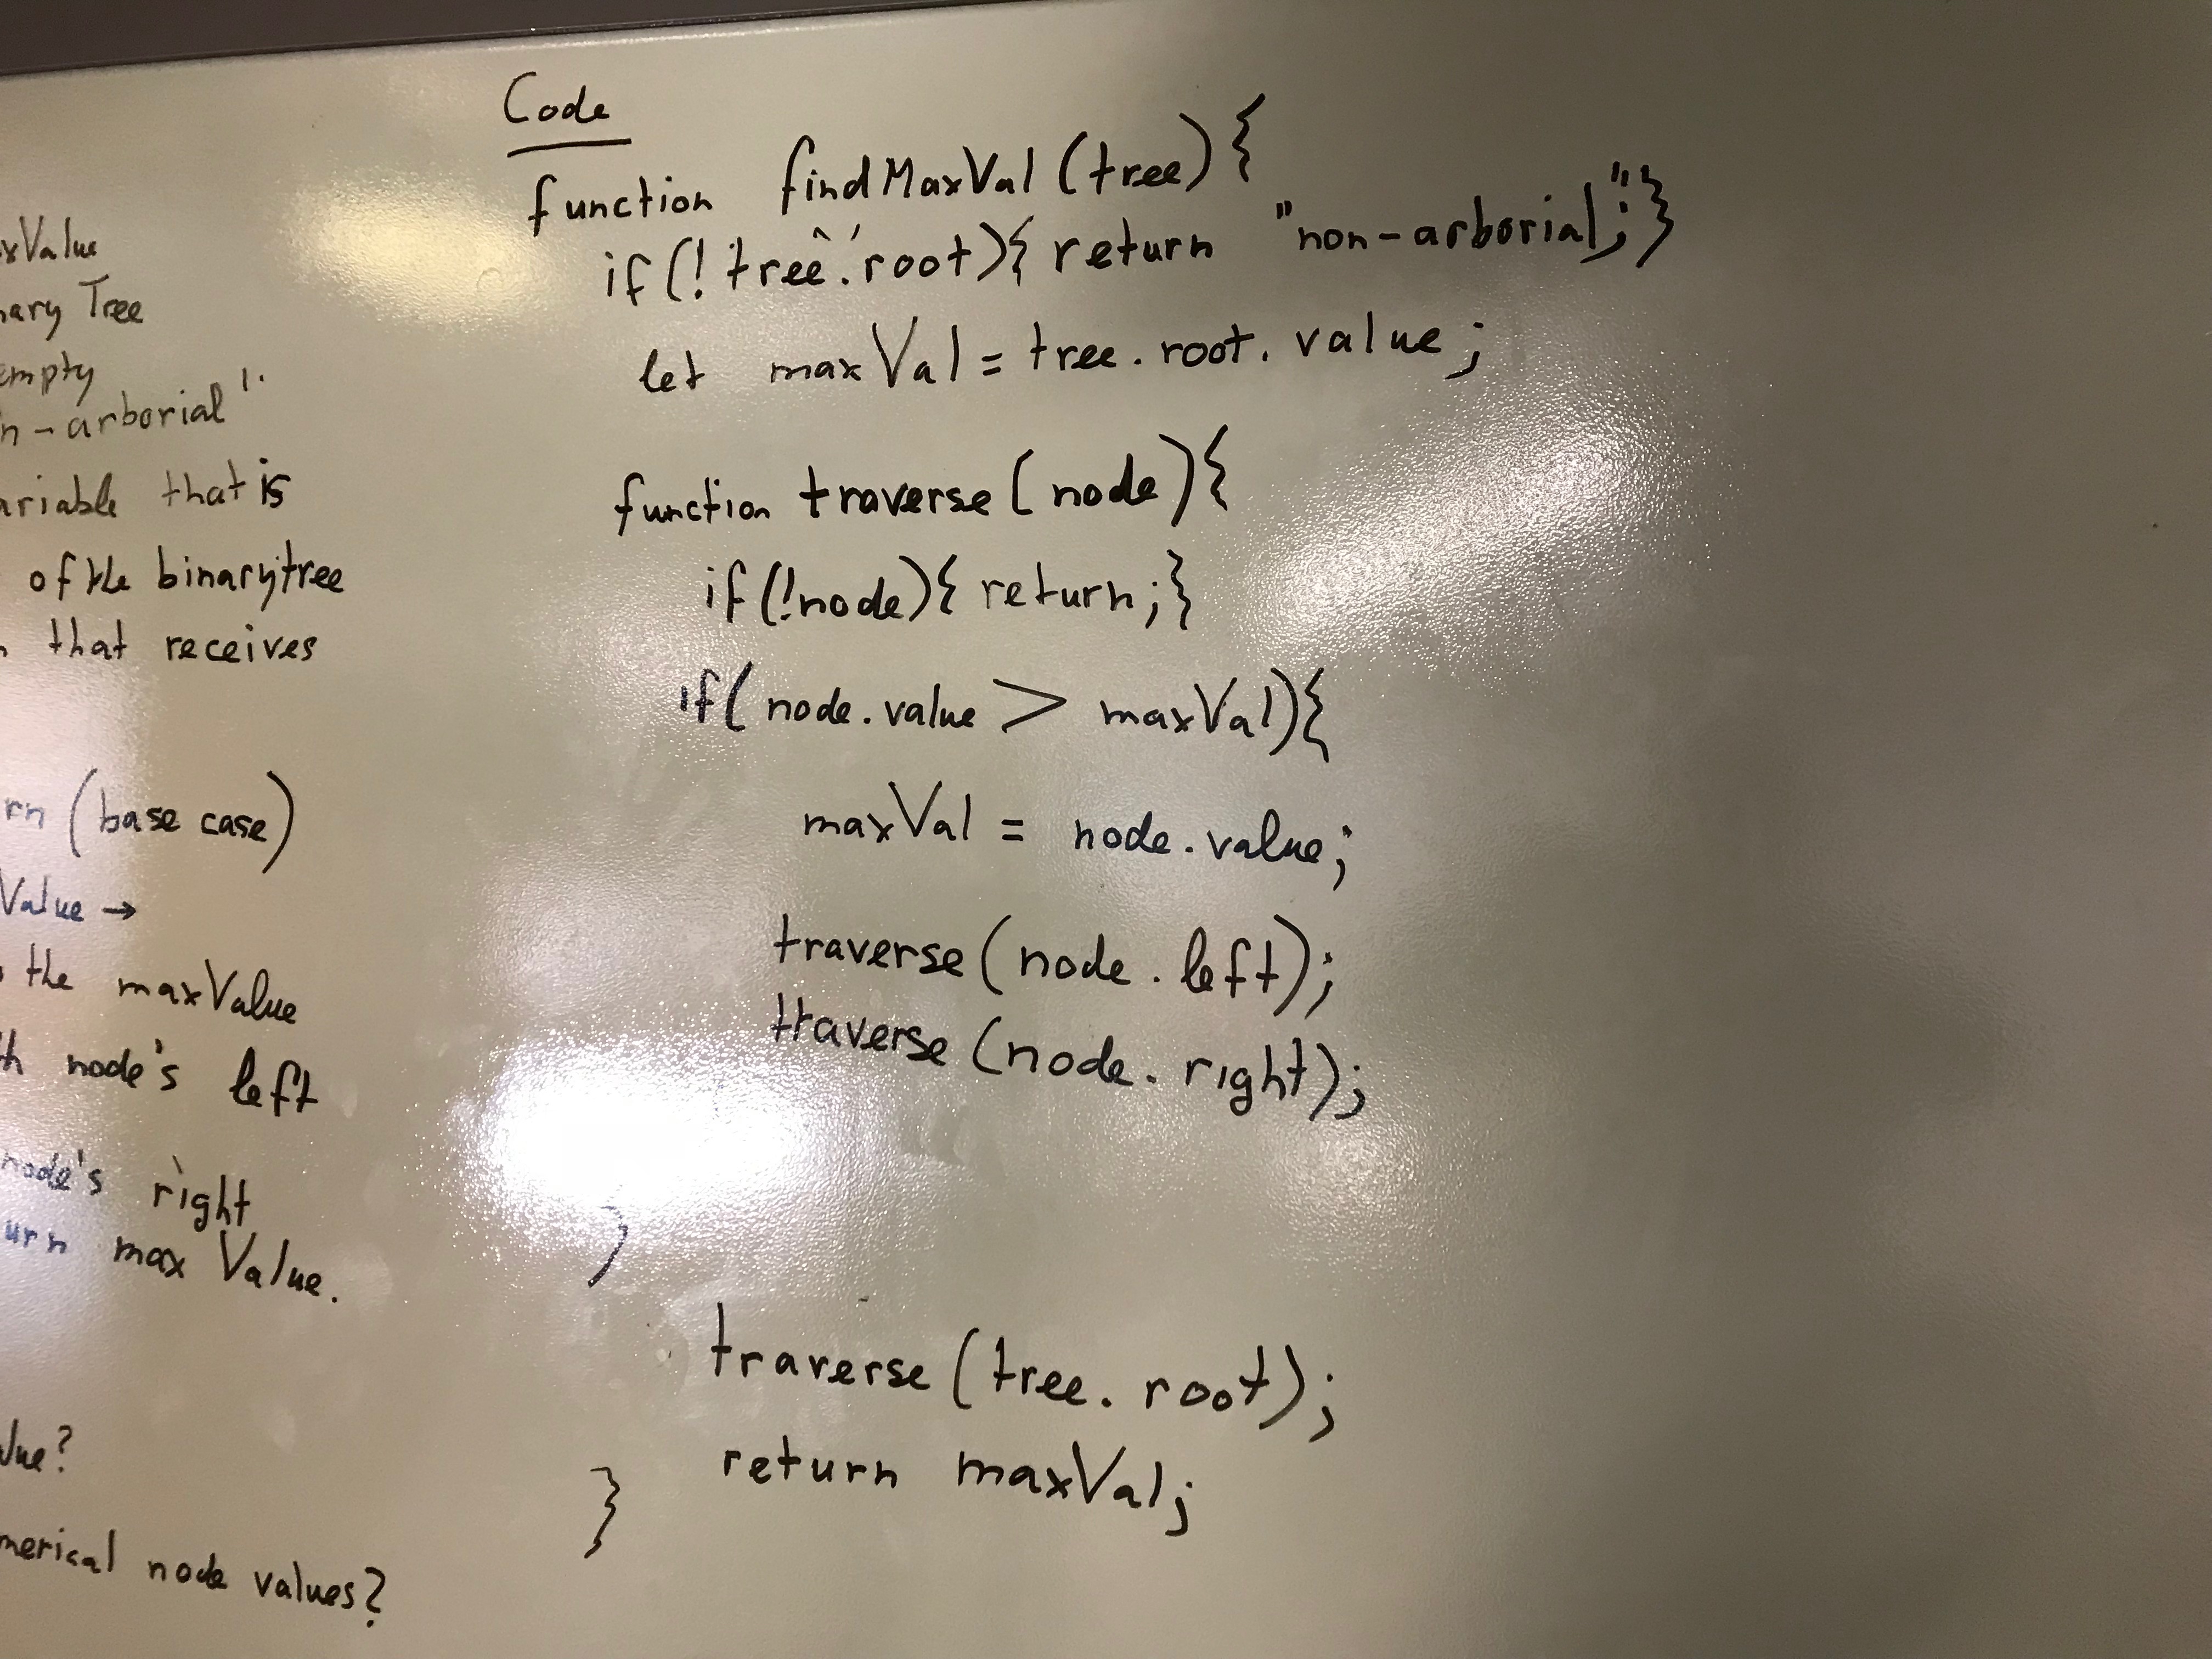 Code
function findMaxVal (tree) {
if(! tree.root){ return "non-arborial";}
let maxVal = tree.root.value;
function traverse (node){
if(!node){ return;}
if( node.value > maxVal){
maxVal = node.value;
traverse (node.left);
traverse (node.right);
}
traverse (tree.root);
return maxVal;
}
xValue
nary Tree
empty
n-arborial".
ariable that is
of the binarytree
that receives
rn (base case)
Value →
the maxValue
th node's left
node's right
urn max Value.
alue?
merical node values?